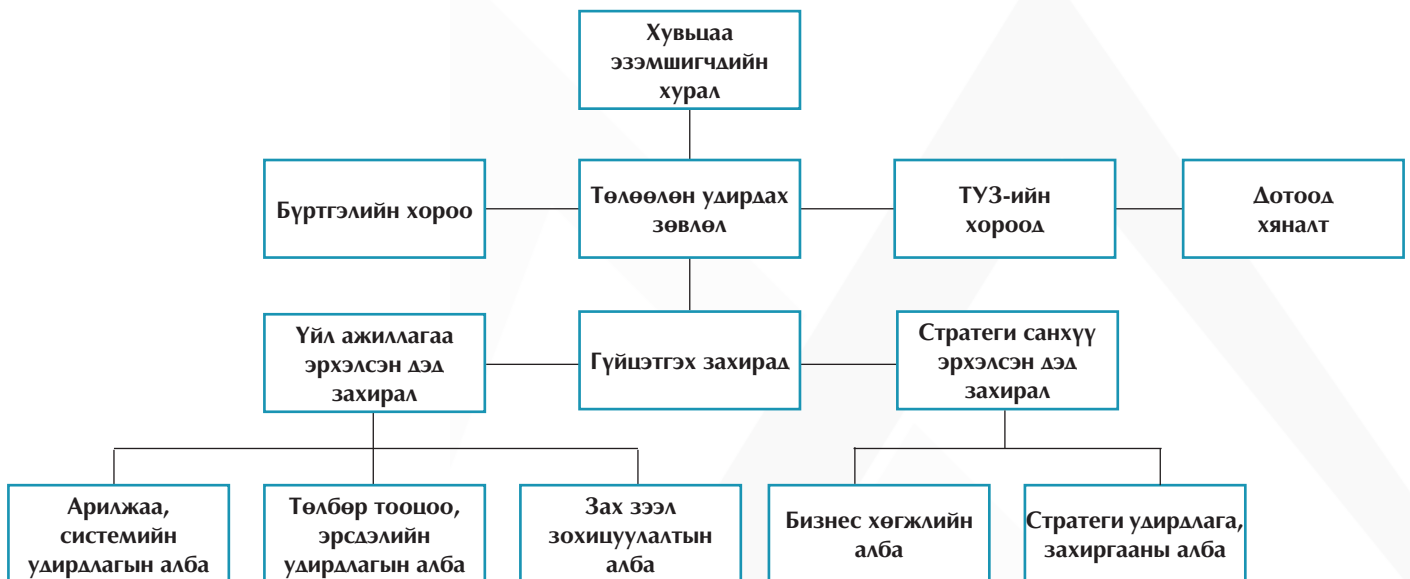 Хувьцаа
эзэмшигчдийн
хурал
Бүртгэлийн хороо
Төлөөлөн удирдах
зөвлөл
ТУЗ-ийн
хороод
Дотоод
хяналт
Үйл ажиллагаа
эрхэлсэн дэд
захирал
Гүйцэтгэх захирад
Стратеги санхүү
эрхэлсэн дэд
захирал
Арилжаа,
системийн
удирдлагын алба
Төлбөр тооцоо,
эрсдэлийн
удирдлагын алба
Зах зээл
зохицуулалтын
алба
Бизнес хөгжлийн
алба
Стратеги удирдлага,
захиргааны алба